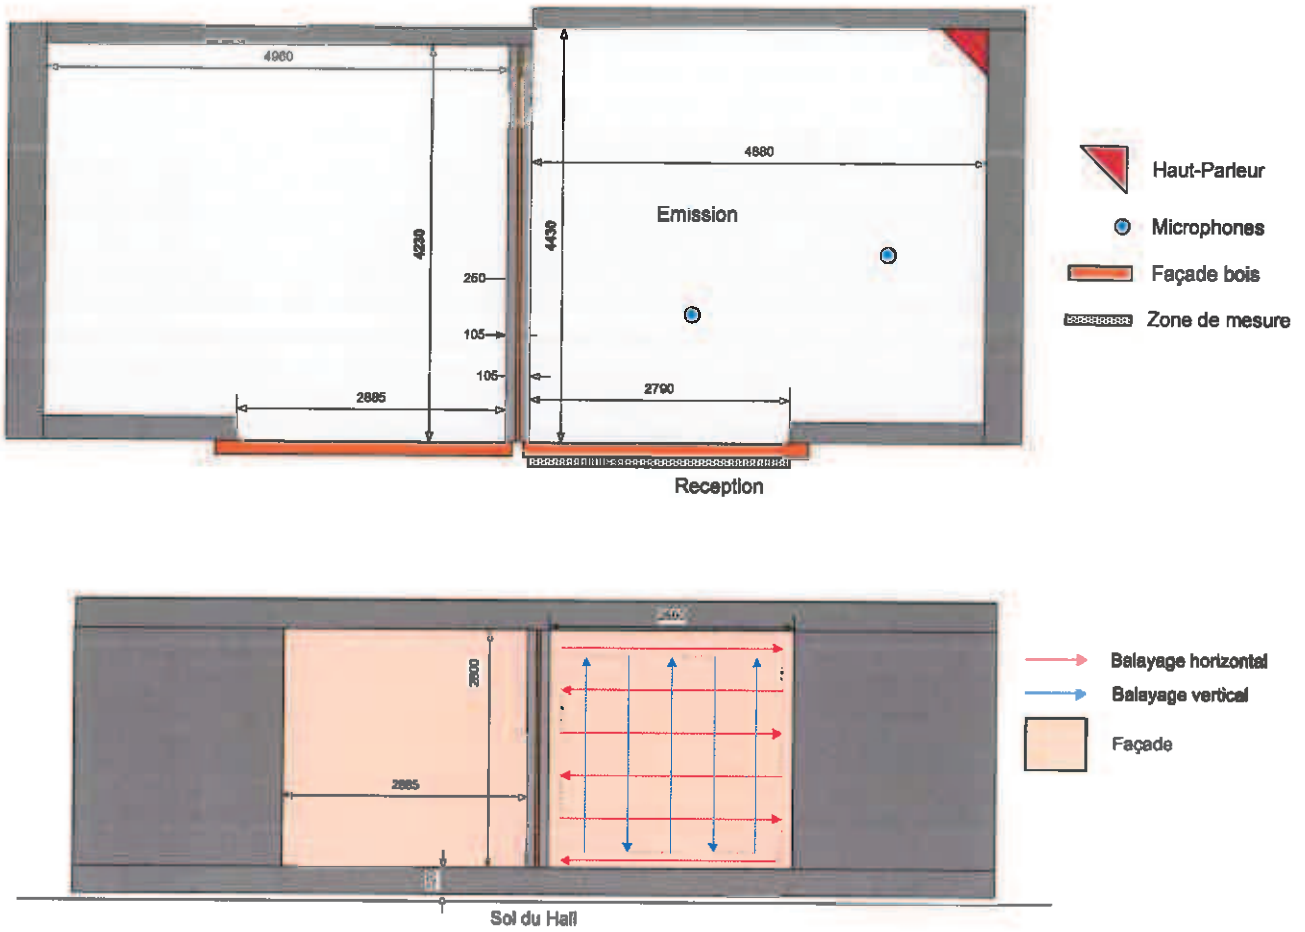 4960
4880
4230
4430
Emission
260
105
105
2885
2790
Reception
Haut-Parleur
Microphones
Façade bois
Zone de mesure
2600
2885
Sol du Hall
Balayage horizontal
Balayage vertical
Façade